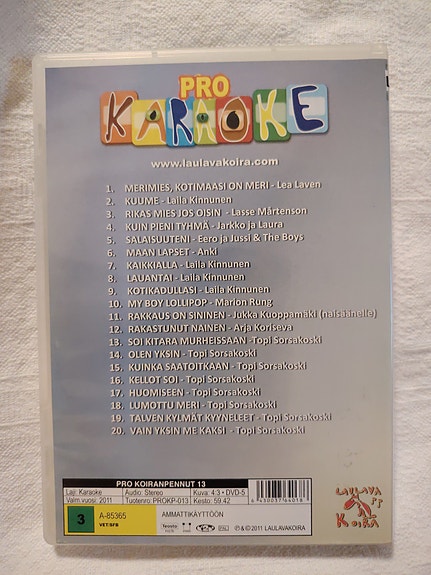 PRO
KARAOKE
www.laulavakoira.com
1. MERIMIES, KOTIMAASI ON MERI - Lea Laven
2. KUUME - Laila Kinnunen
3. RIKAS MIES JOS OISIN - Lasse Mårtenson
4. KUIN PIENI TYHMÄ - Jarkko ja Laura
5. SALAISUUTENI - Eero ja Jussi & The Boys
6. MAAN LAPSET - Anki
7. KAIKKIALLA - Laila Kinnunen
8. LAUANTAI - Laila Kinnunen
9. KOTIKADULLASI - Laila Kinnunen
10. MY BOY LOLLIPOP - Marion Rung
11. RAKKAUS ON SININEN - Jukka Kuoppamäki (naisäänelle)
12. RAKASTUNUT NAINEN - Arja Koriseva
13. SOI KITARA MURHEISSAAN -Topi Sorsakoski
14. OLEN YKSIN - Topi Sorsakoski
15. KUINKA SAATOITKAAN - Topi Sorsakoski
16. KELLOT SOI - Topi Sorsakoski
17. HUOMISEEN - Topi Sorsakoski
18. LUMOTTU MERI - Topi Sorsakoski
19. TALVEN KYLMÄT KYYNELEET - Topi Sorsakoski
20. VAIN YKSIN ME KAKSI - Topi Sorsakoski
PRO KOIRANPENNUT 13
Laji: Karaoke Audio: Stereo Kuva: 4:3 • DVD-5
Valm.vuosi: 2011 Tuotenro: PROKP-013 Kesto: 59.42
6 430037 64018
3 A-85365
VET/SFB
AMMATTIKÄYTTÖÖN
teosto ncb ℗©2011 LAULAVAKOIRA
LAULAVA
KOIRA